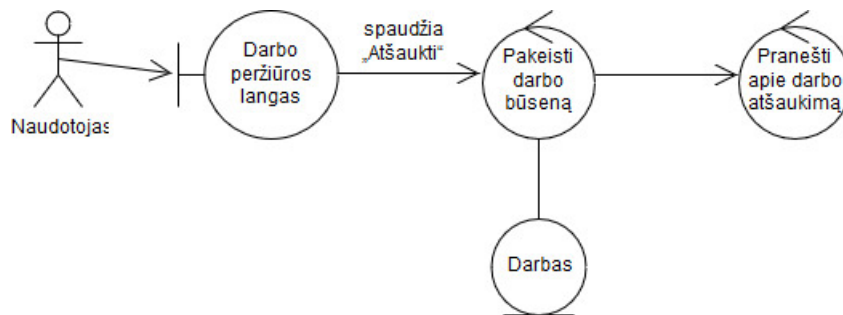 Naudotojas
Darbo
peržiūros
langas
spaudžia
„Atšaukti“
Pakeisti
darbo
būseną
Pranešti
apie darbo
atšaukimą
Darbas